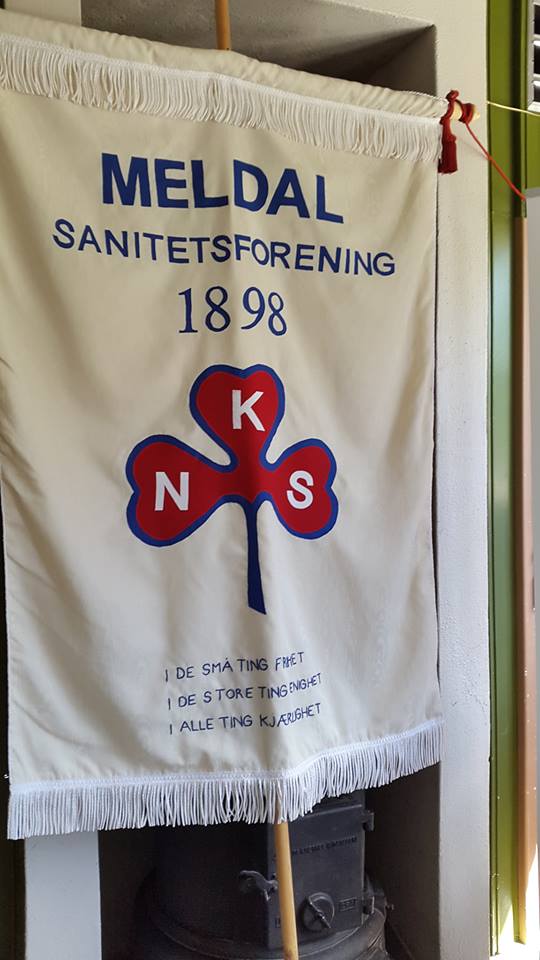 MELDAL
SANITETSFORENING
1898
K
N S
I DE SMÅ TING FRIHET
I DE STORE TING ENIGHET
I ALLE TING KJÆRLIGHET